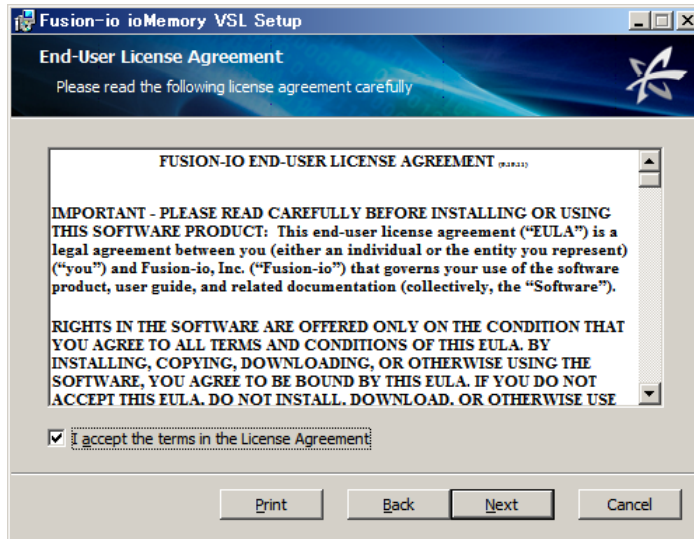 Fusion-io ioMemory VSL Setup
End-User License Agreement
Please read the following license agreement carefully
FUSION-IO END-USER LICENSE AGREEMENT (9.19.11)
IMPORTANT - PLEASE READ CAREFULLY BEFORE INSTALLING OR USING
THIS SOFTWARE PRODUCT: This end-user license agreement (“EULA”) is a
legal agreement between you (either an individual or the entity you represent)
(“you”) and Fusion-io, Inc. (“Fusion-io”) that governs your use of the software
product, user guide, and related documentation (collectively, the “Software”).
RIGHTS IN THE SOFTWARE ARE OFFERED ONLY ON THE CONDITION THAT
YOU AGREE TO ALL TERMS AND CONDITIONS OF THIS EULA. BY
INSTALLING, COPYING, DOWNLOADING, OR OTHERWISE USING THE
SOFTWARE, YOU AGREE TO BE BOUND BY THIS EULA. IF YOU DO NOT
ACCEPT THIS EULA, DO NOT INSTALL, DOWNLOAD, OR OTHERWISE USE
I accept the terms in the License Agreement
Print
Back
Next
Cancel